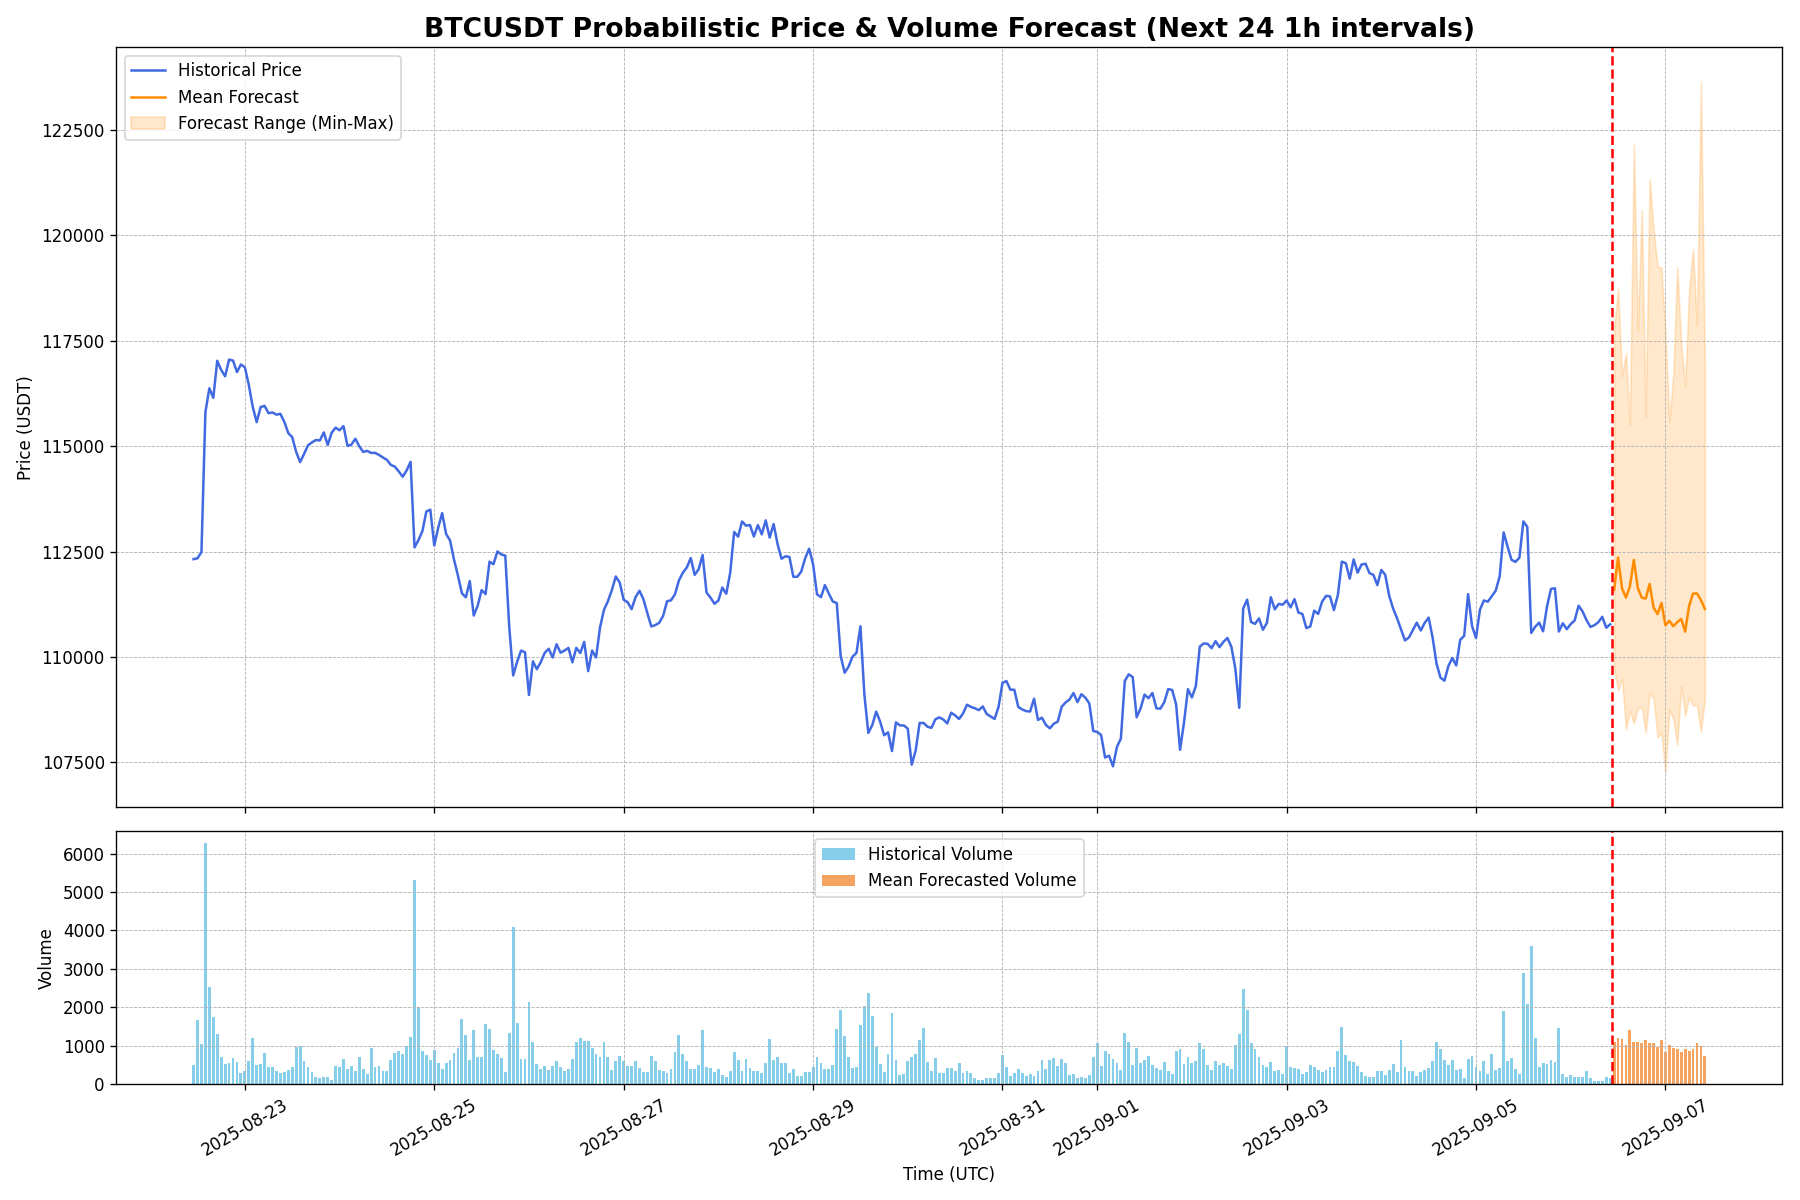 BTCUSDT Probabilistic Price & Volume Forecast (Next 24 1h intervals)
Historical Price
Mean Forecast
Forecast Range (Min-Max)
122500
120000
117500
115000
112500
110000
107500
Price (USDT)
Historical Volume
Mean Forecasted Volume
6000
5000
4000
3000
2000
1000
0
Volume
2025-08-23
2025-08-25
2025-08-27
2025-08-29
2025-08-31
2025-09-01
2025-09-03
2025-09-05
2025-09-07
Time (UTC)